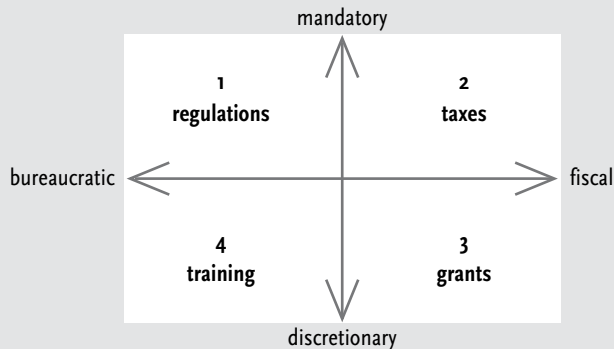 mandatory
1
regulations
2
taxes
bureaucratic
fiscal
4
training
3
grants
discretionary